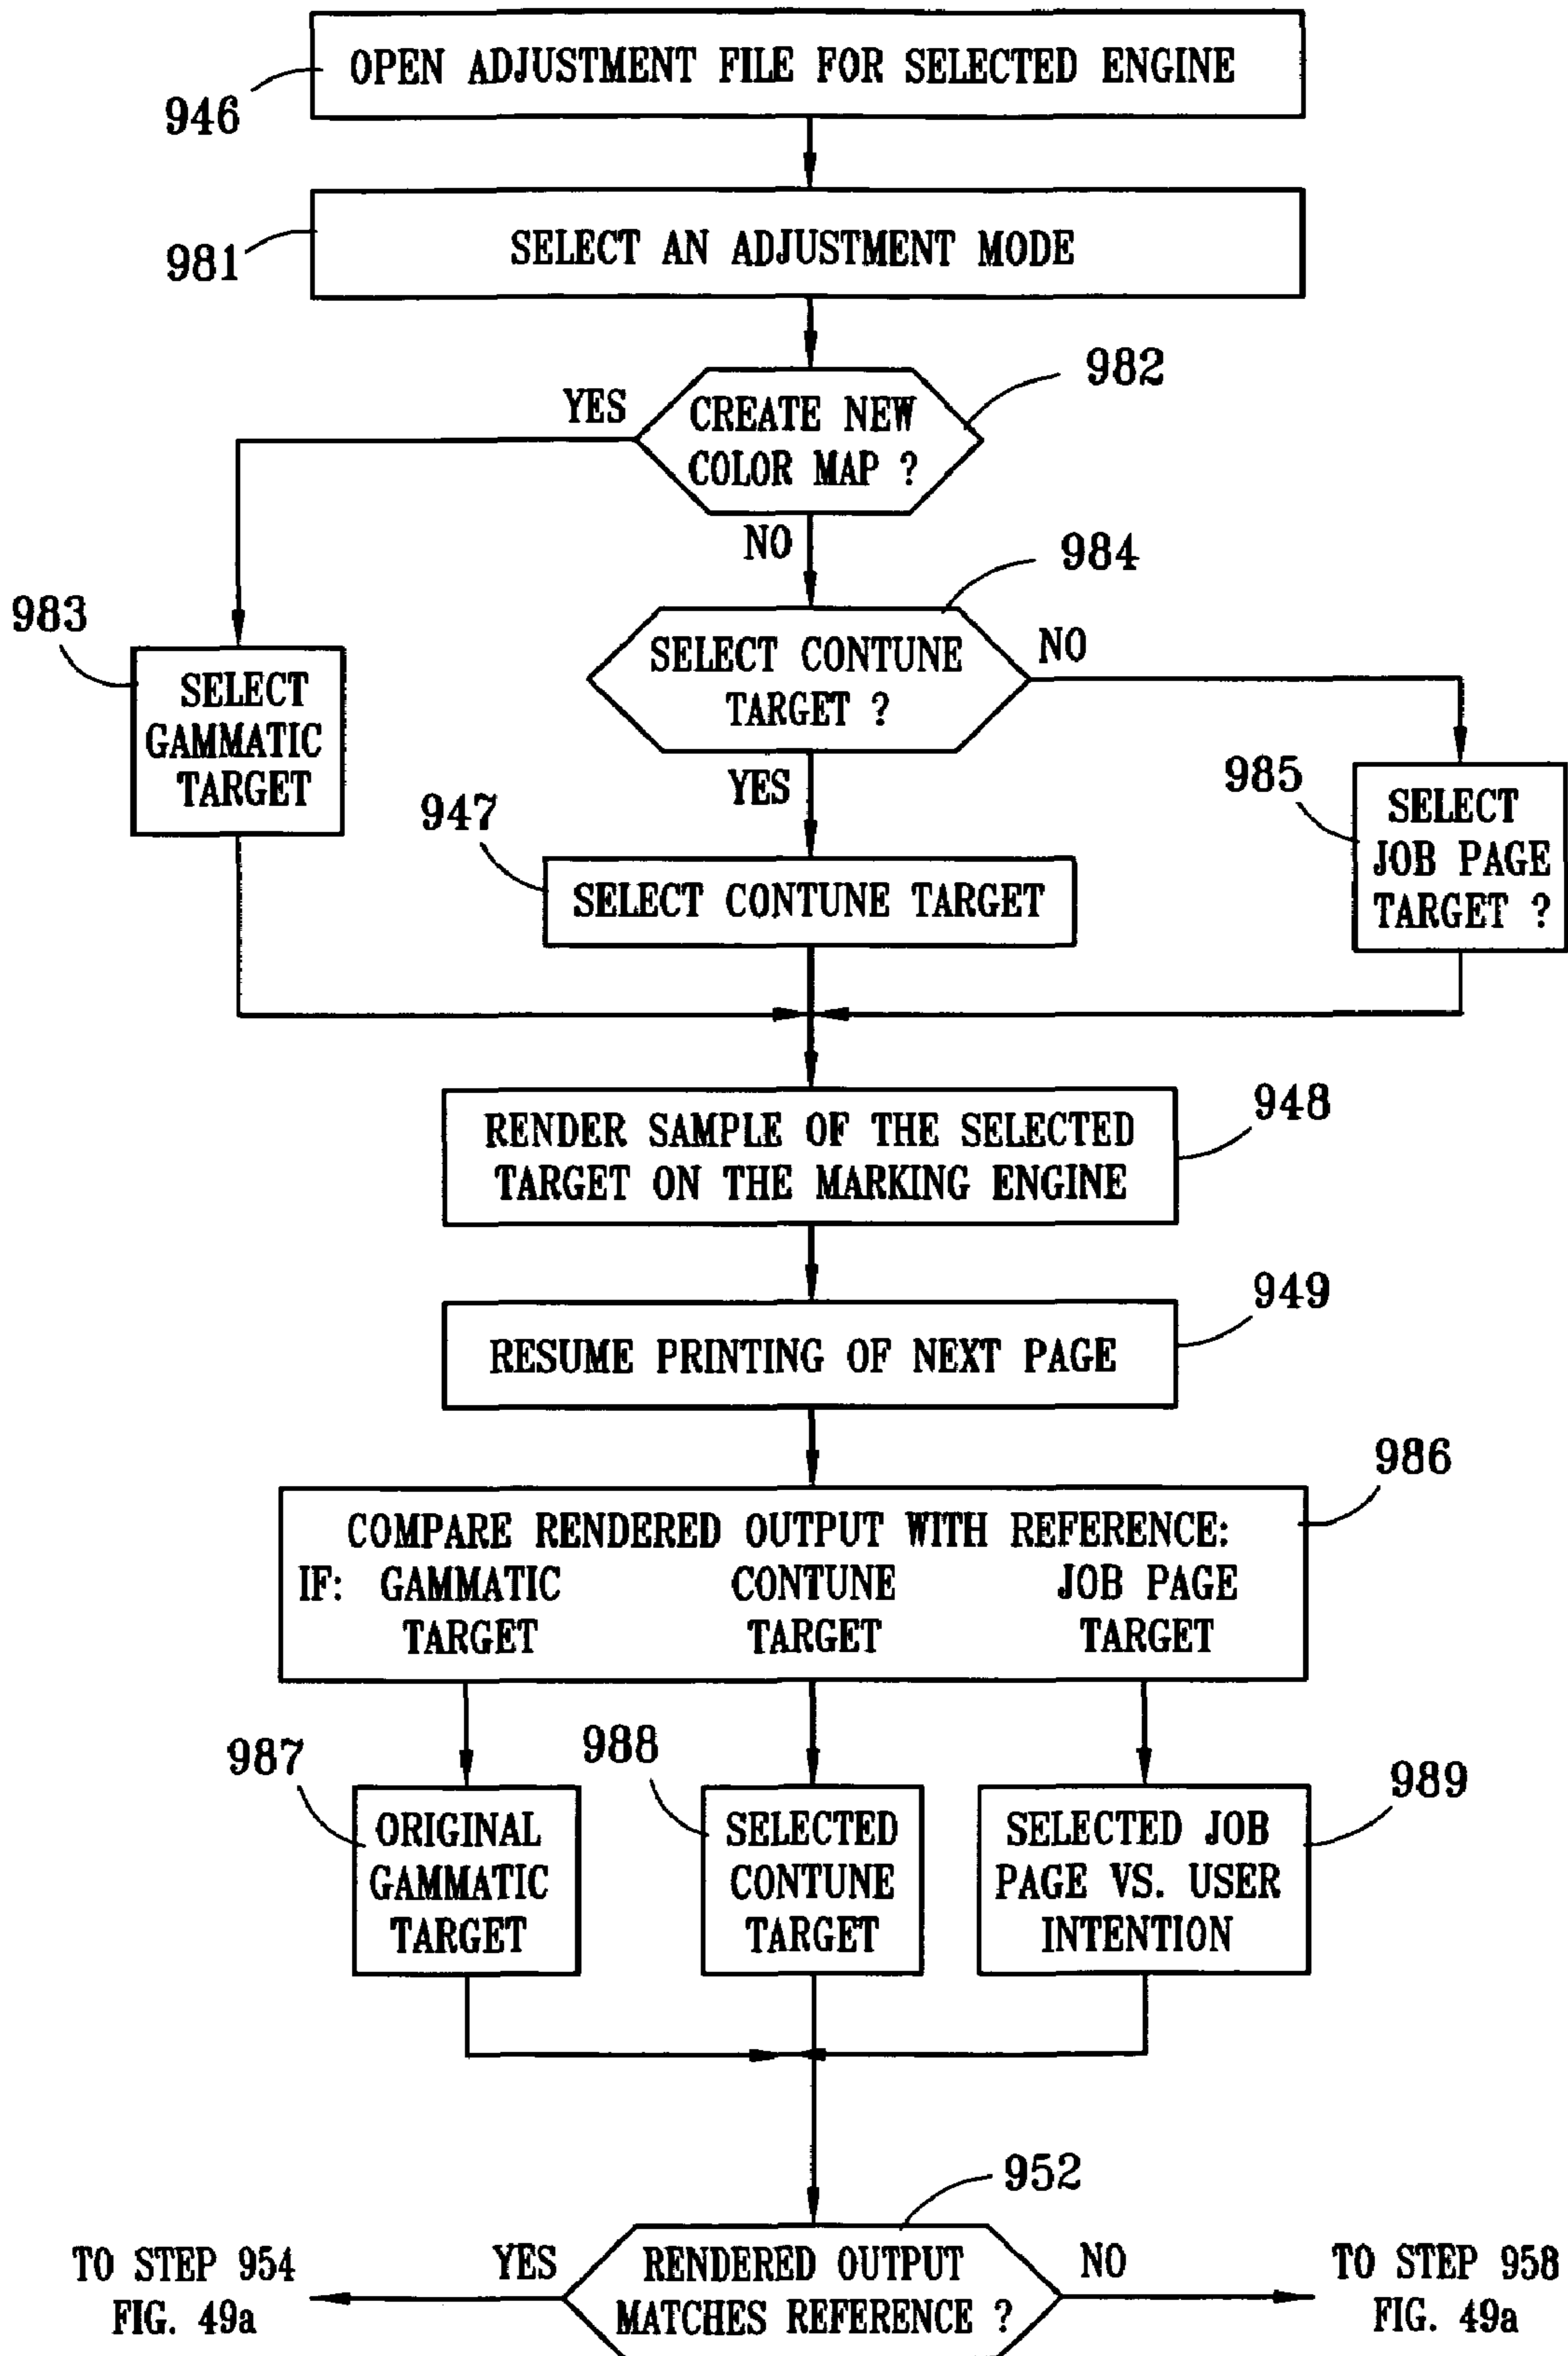 OPEN ADJUSTMENT FILE FOR SELECTED ENGINE
946
SELECT AN ADJUSTMENT MODE
981
982
YES
CREATE NEW
COLOR MAP ?
NO
984
983
SELECT CONTUNE
TARGET ?
NO
SELECT
GAMMATIC
TARGET
YES
985
947
SELECT
JOB PAGE
TARGET ?
SELECT CONTUNE TARGET
948
RENDER SAMPLE OF THE SELECTED
TARGET ON THE MARKING ENGINE
949
RESUME PRINTING OF NEXT PAGE
986
COMPARE RENDERED OUTPUT WITH REFERENCE:
IF: GAMMATIC CONTUNE JOB PAGE
TARGET TARGET TARGET
987
988
989
ORIGINAL
GAMMATIC
TARGET
SELECTED
CONTUNE
TARGET
SELECTED JOB
PAGE VS. USER
INTENTION
952
TO STEP 954
FIG. 49a
YES
RENDERED OUTPUT
MATCHES REFERENCE ?
NO
TO STEP 958
FIG. 49a